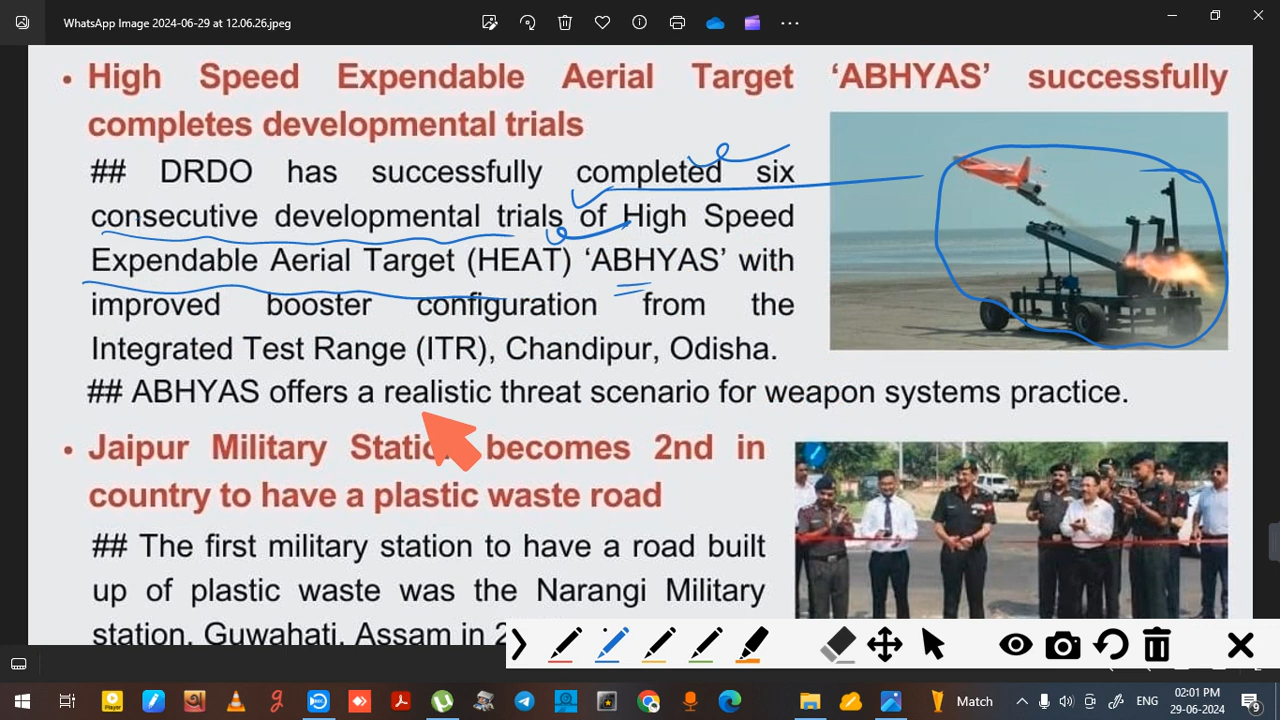 WhatsApp Image 2024-06-29 at 12.06.26.jpeg
• High Speed Expendable Aerial Target ‘ABHYAS’ successfully
completes developmental trials
## DRDO has successfully completed six
consecutive developmental trials of High Speed
Expendable Aerial Target (HEAT) ‘ABHYAS’ with
improved booster configuration from the
Integrated Test Range (ITR), Chandipur, Odisha.
## ABHYAS offers a realistic threat scenario for weapon systems practice.
• Jaipur Military Station becomes 2nd in
country to have a plastic waste road
## The first military station to have a road built
up of plastic waste was the Narangi Military
station, Guwahati, Assam in 2
Player
Match
ENG
02:01 PM
29-06-2024
9